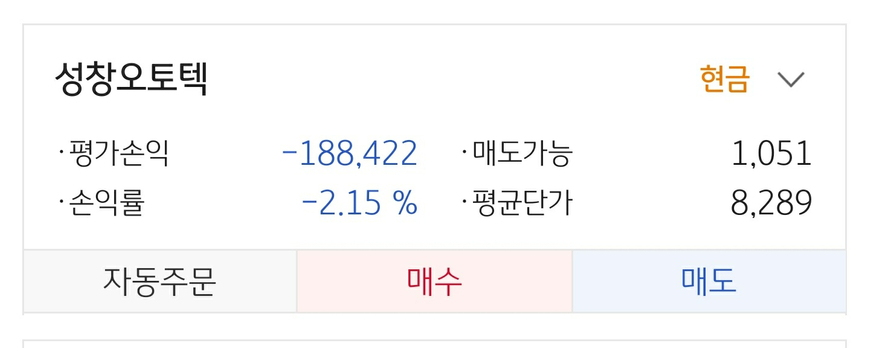 성창오토텍 현금
·평가손익 -188,422 ·매도가능 1,051
·손익률 -2.15 % ·평균단가 8,289
자동주문 매수 매도